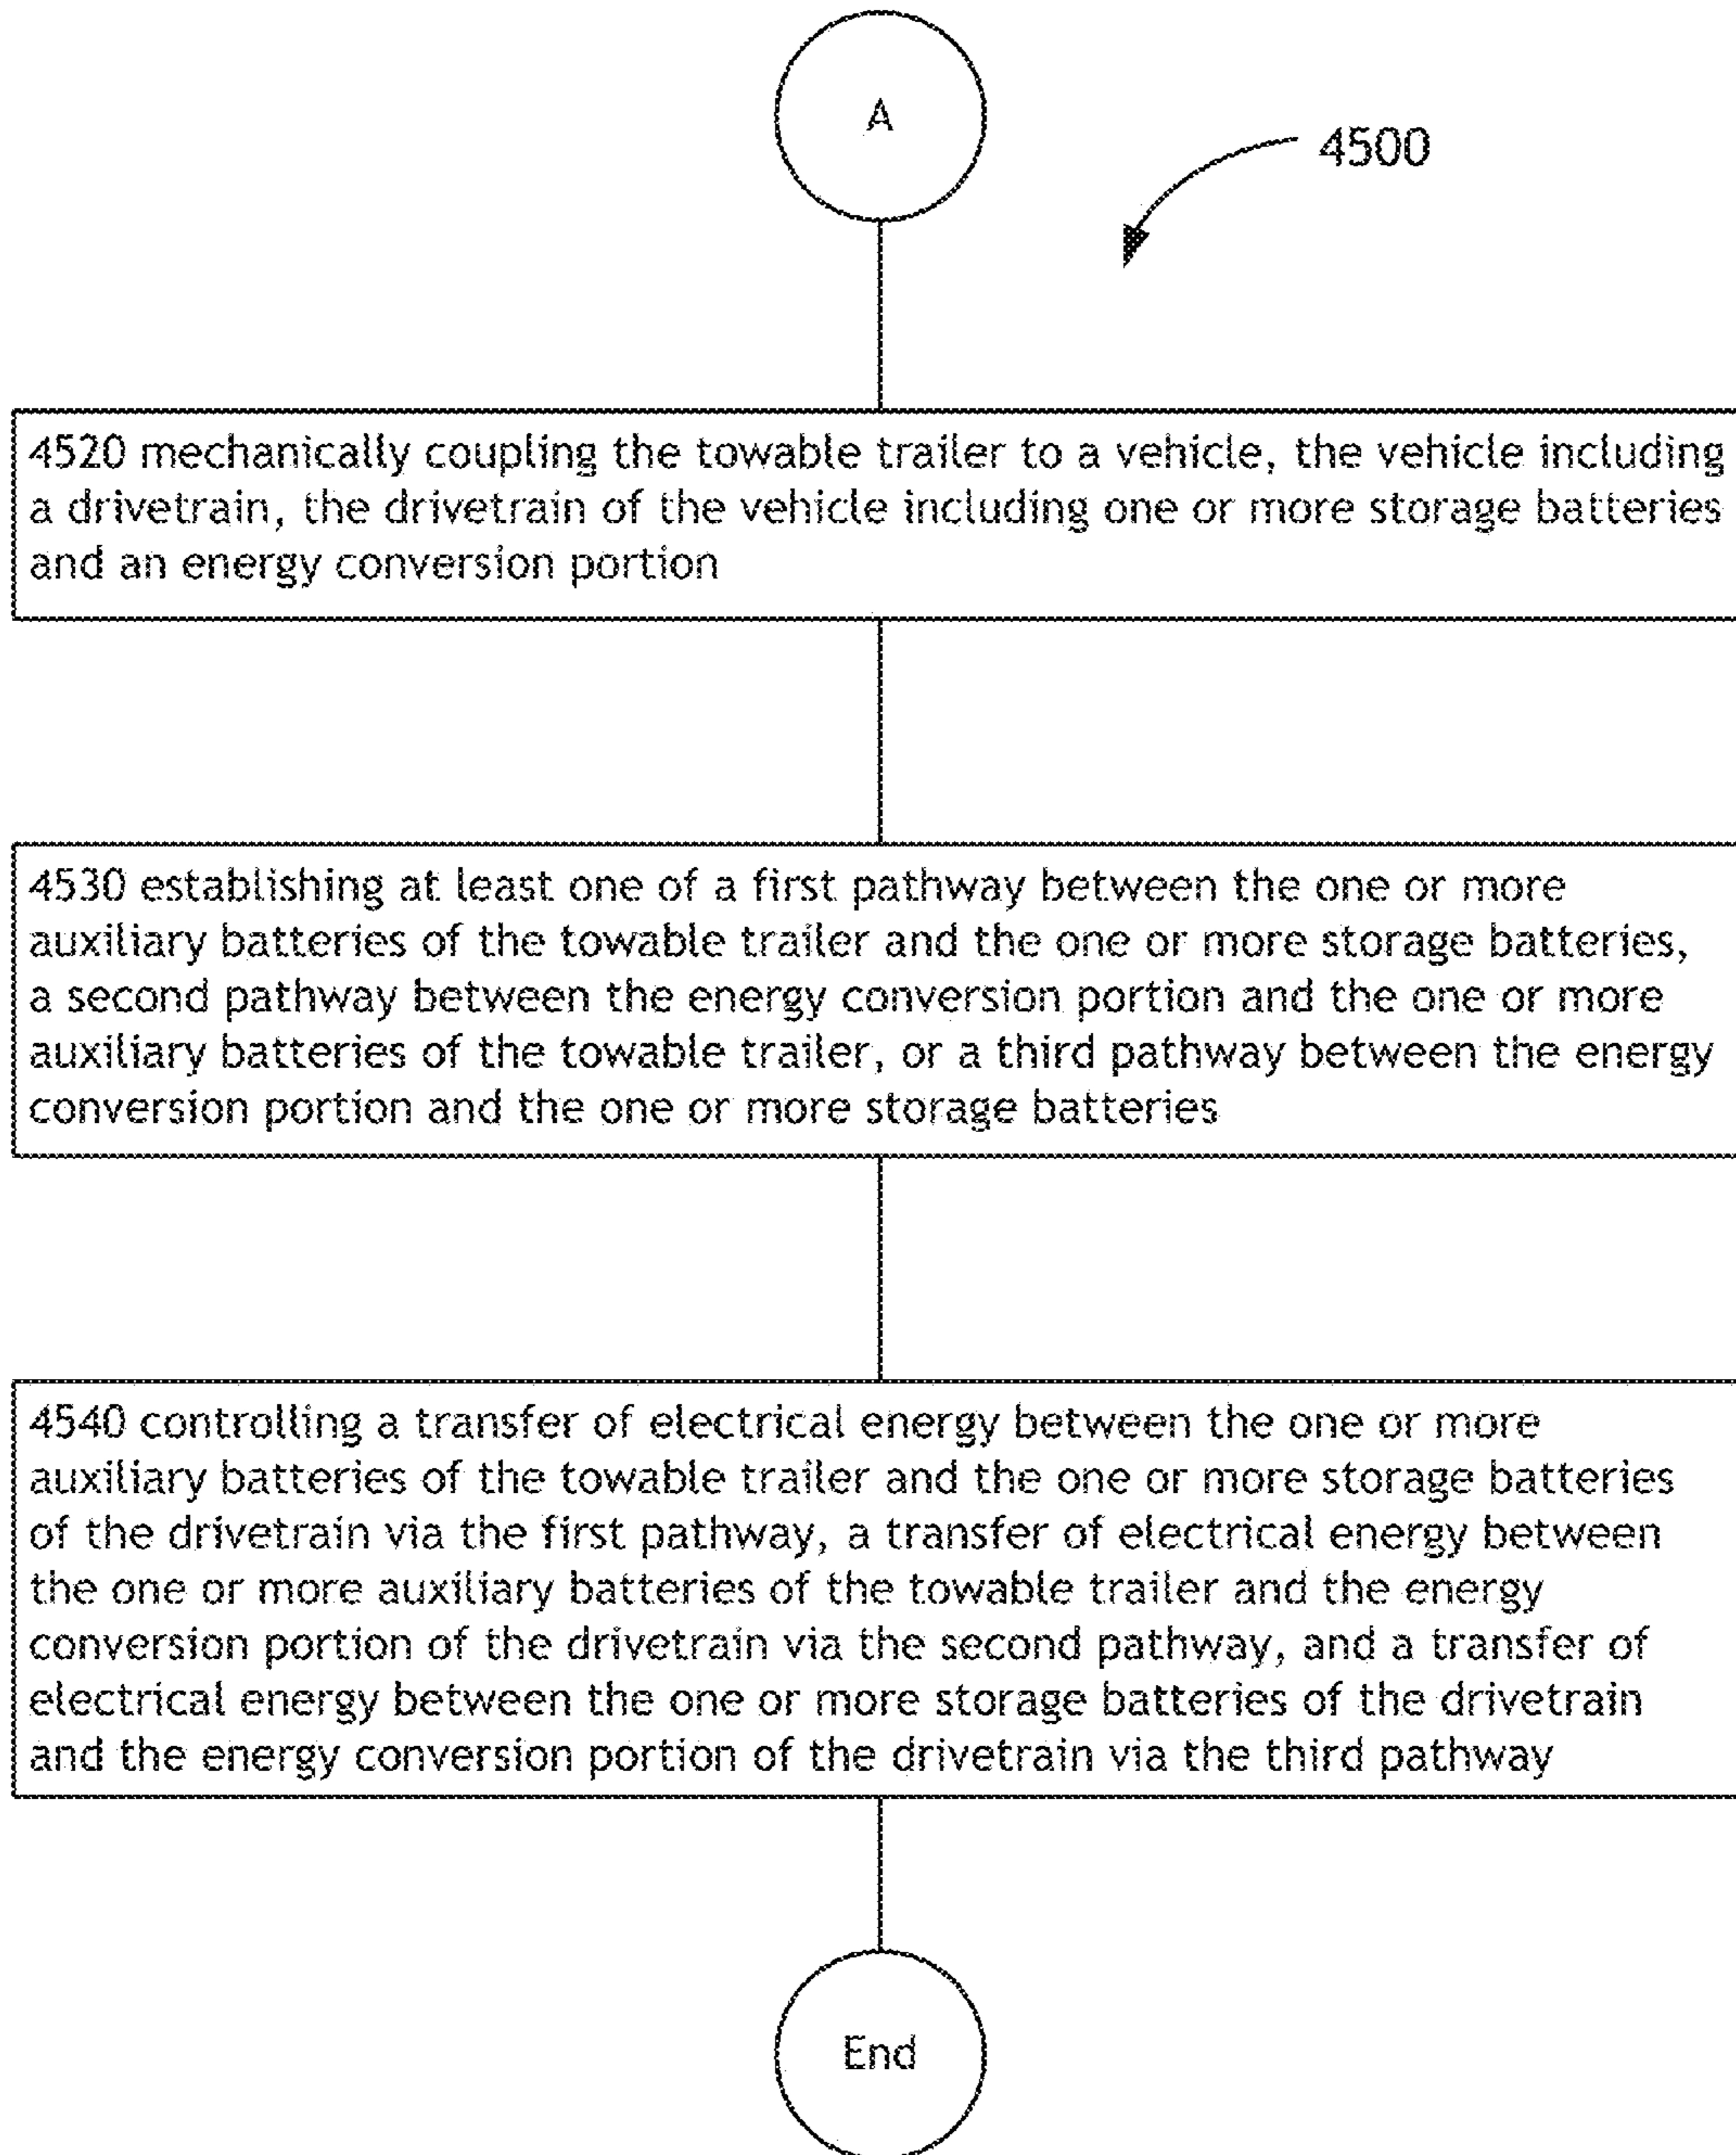 A
4500
4520 mechanically coupling the towable trailer to a vehicle, the vehicle including
a drivetrain, the drivetrain of the vehicle including one or more storage batteries
and an energy conversion portion
4530 establishing at least one of a first pathway between the one or more
auxiliary batteries of the towable trailer and the one or more storage batteries,
a second pathway between the energy conversion portion and the one or more
auxiliary batteries of the towable trailer, or a third pathway between the energy
conversion portion and the one or more storage batteries
4540 controlling a transfer of electrical energy between the one or more
auxiliary batteries of the towable trailer and the one or more storage batteries
of the drivetrain via the first pathway, a transfer of electrical energy between
the one or more auxiliary batteries of the towable trailer and the energy
conversion portion of the drivetrain via the second pathway, and a transfer of
electrical energy between the one or more storage batteries of the drivetrain
and the energy conversion portion of the drivetrain via the third pathway
End